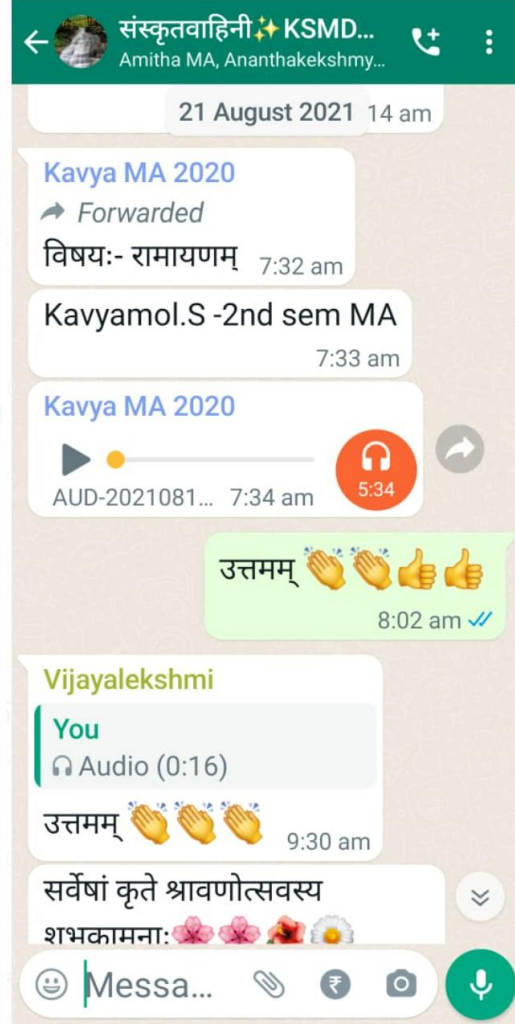 संस्कृतवाहिनी✨KSMD...
Amitha MA, Ananthakekshmy...
21 August 2021 14 am
Kavya MA 2020
Forwarded
विषयः- रामायणम् 7:32 am
Kavyamol.S -2nd sem MA
7:33 am
Kavya MA 2020
5:34
AUD-2021081... 7:34 am
उत्तमम् 👏👏👍👍
8:02 am
Vijayalekshmi
You
Audio (0:16)
उत्तमम् 👏👏👏 9:30 am
सर्वेषां कृते श्रावणोत्सवस्य
शुभकामना:🌸🌸🌺🌼
Messa...